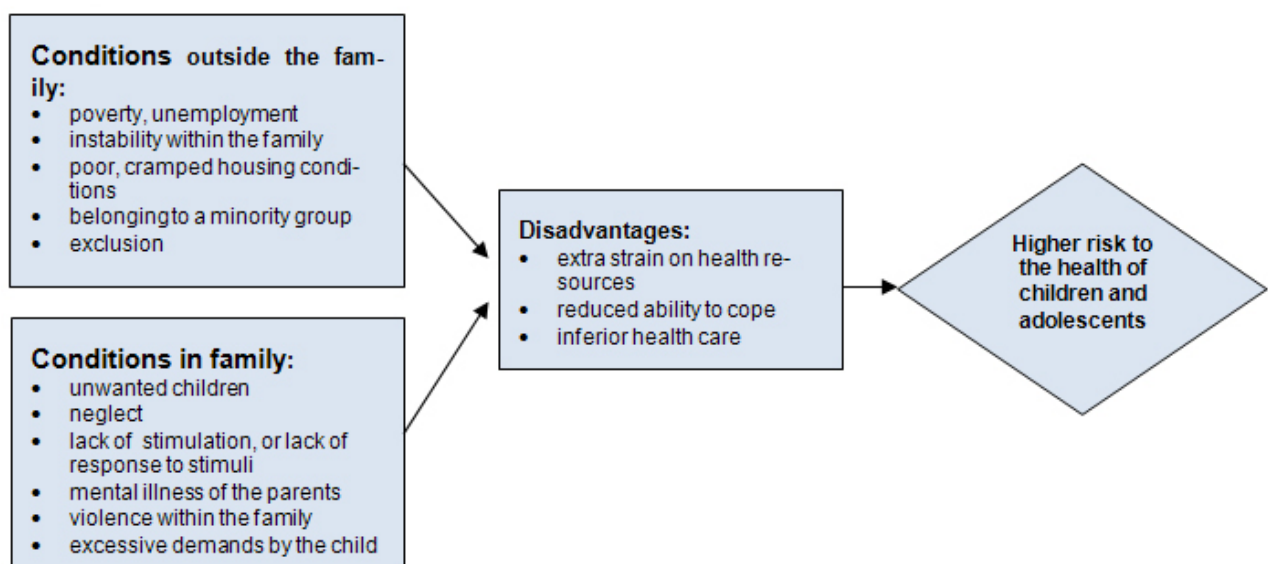 Conditions outside the fam-
ily:
• poverty, unemployment
• instability within the family
• poor, cramped housing condi-
tions
• belonging to a minority group
• exclusion
Conditions in family:
• unwanted children
• neglect
• lack of stimulation, or lack of
response to stimuli
• mental illness of the parents
• violence within the family
• excessive demands by the child
Disadvantages:
• extra strain on health re-
sources
• reduced ability to cope
• inferior health care
Higher risk to
the health of
children and
adolescents